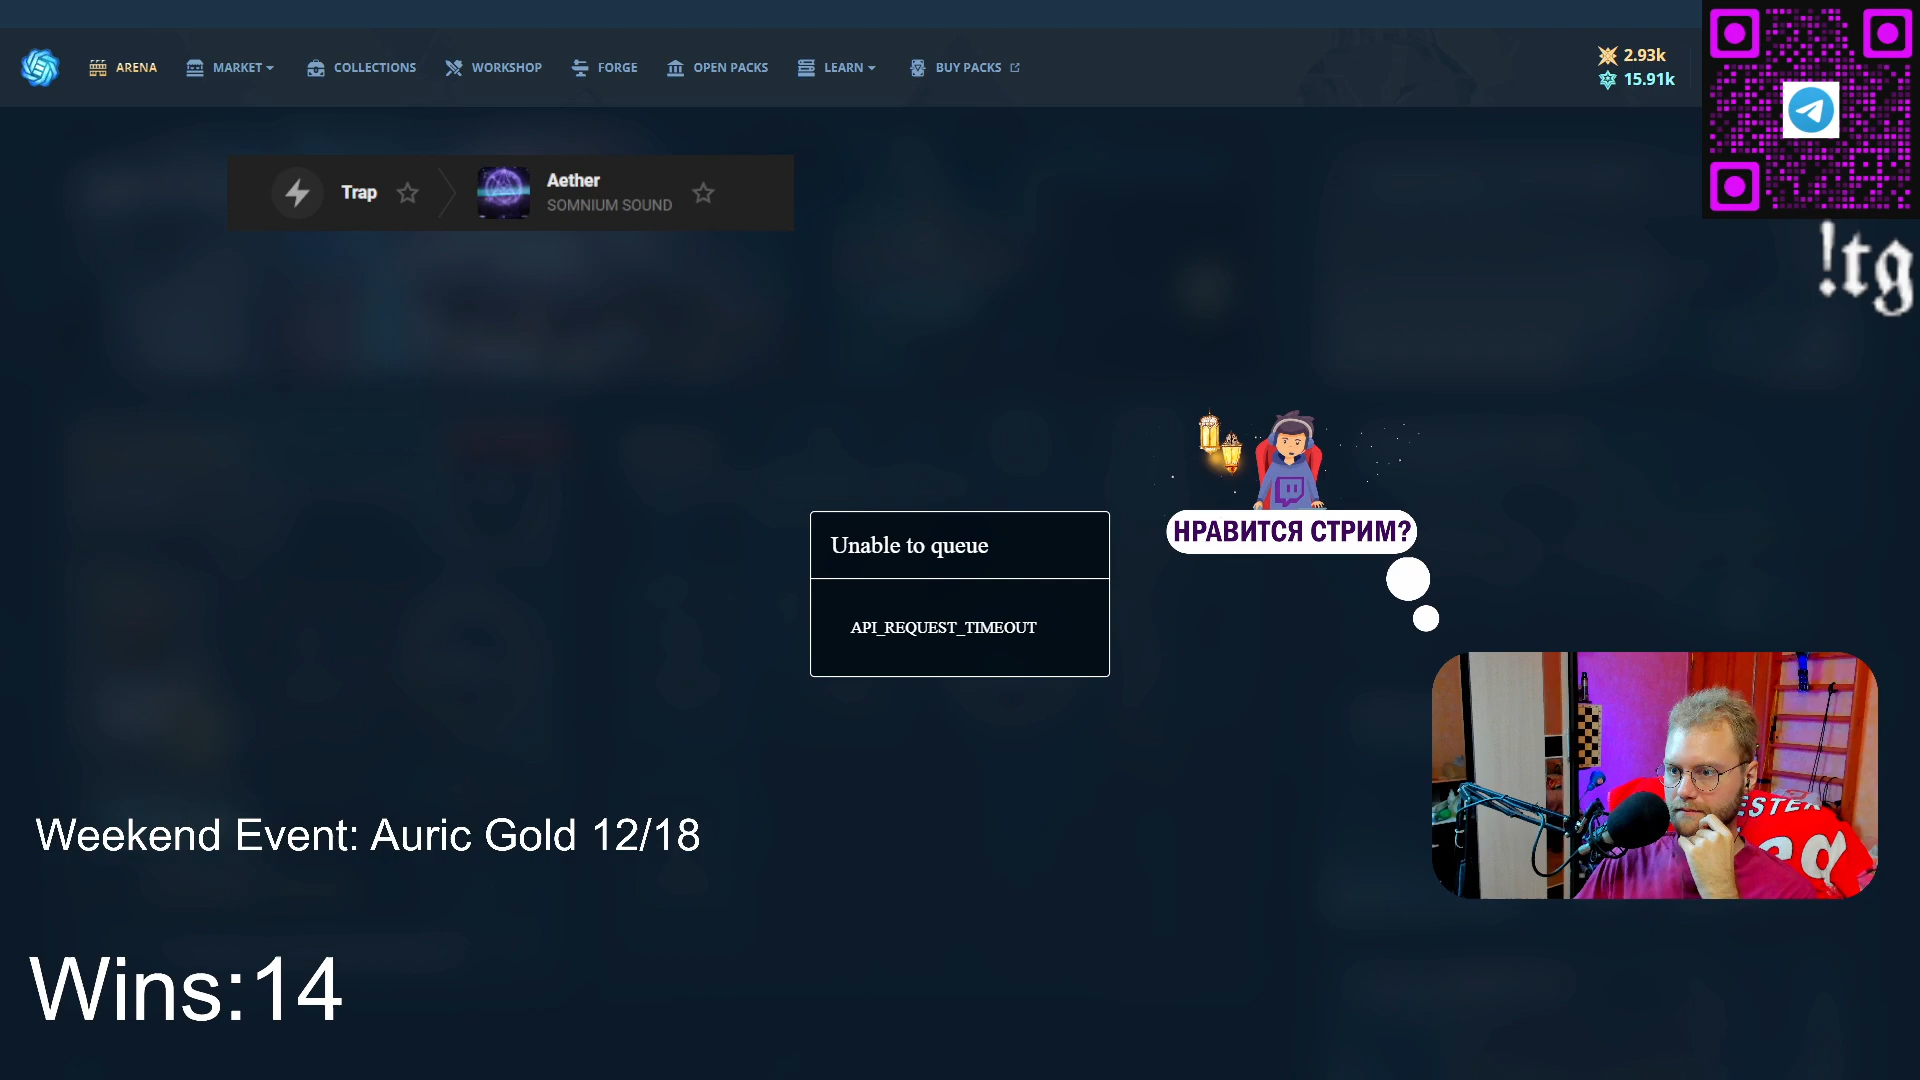 ARENA
MARKET
COLLECTIONS
WORKSHOP
FORGE
OPEN PACKS
LEARN
BUY PACKS
2.93k
15.91k
Trap
Aether
SOMNIUM SOUND
!tg
НРАВИТСЯ СТРИМ?
Unable to queue
API_REQUEST_TIMEOUT
Weekend Event: Auric Gold 12/18
Wins:14